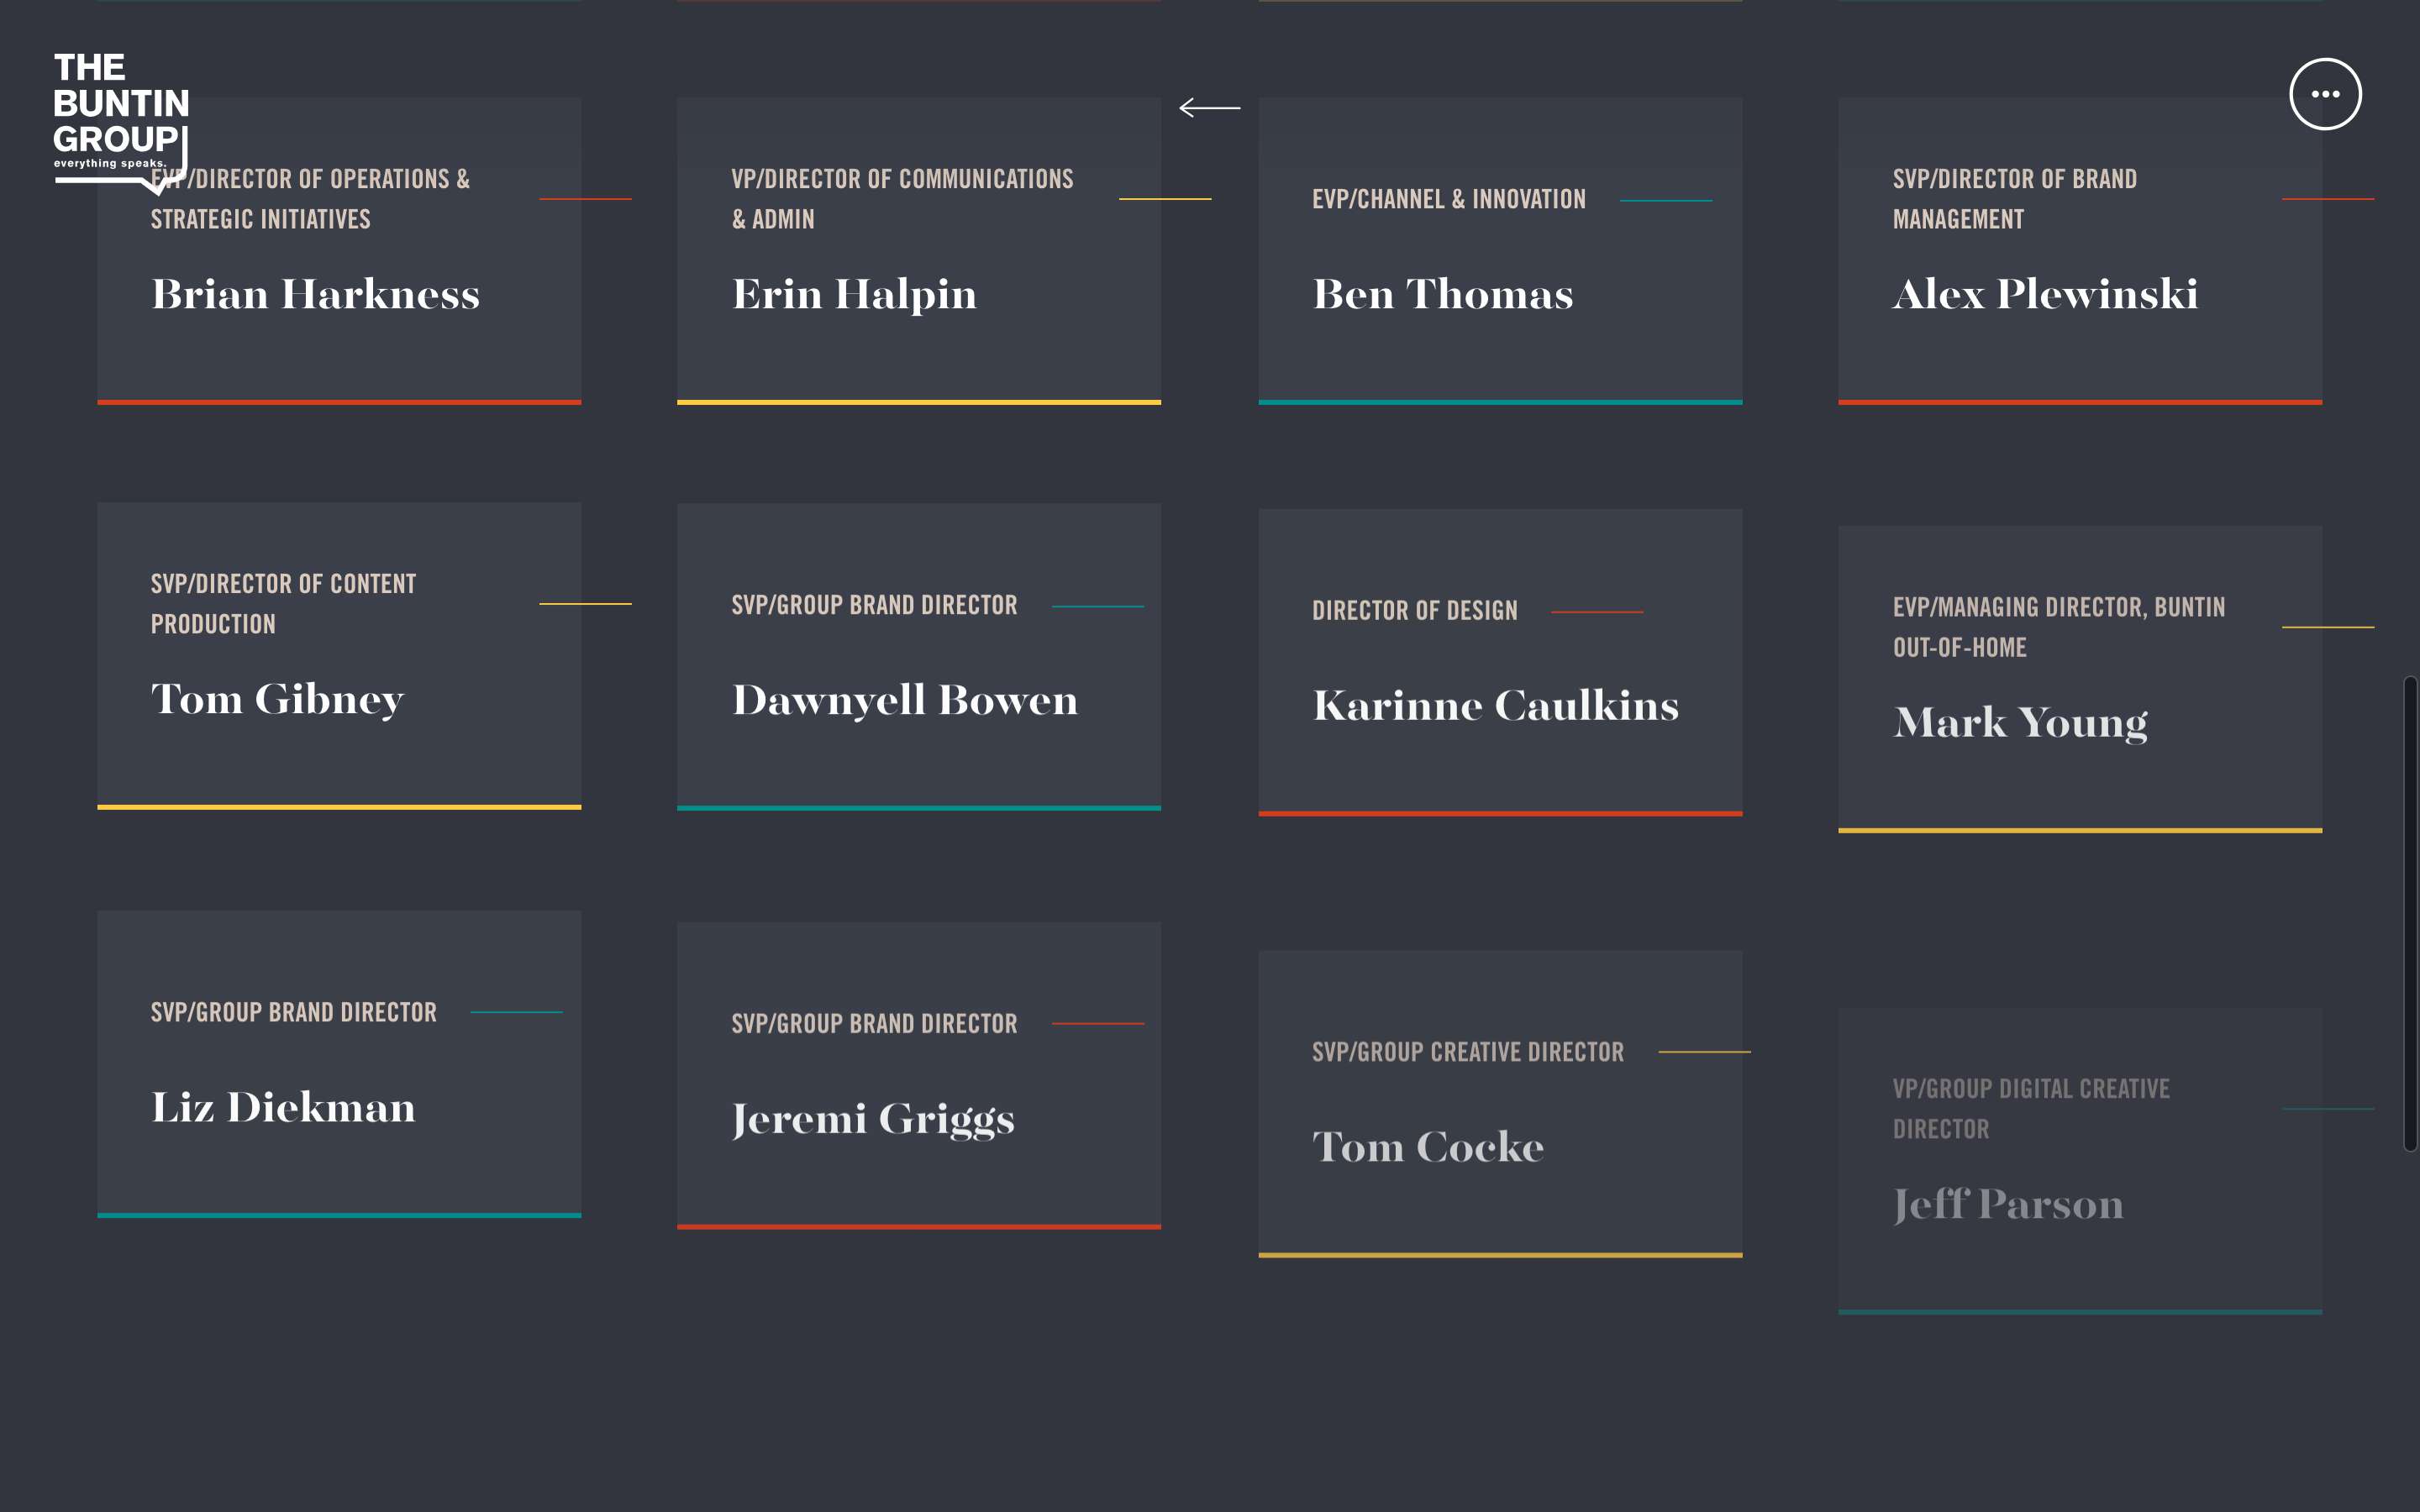 THE
BUNTIN
GROUP
everything speaks.
EVP/DIRECTOR OF OPERATIONS &
STRATEGIC INITIATIVES
Brian Harkness
VP/DIRECTOR OF COMMUNICATIONS
& ADMIN
Erin Halpin
EVP/CHANNEL & INNOVATION
Ben Thomas
SVP/DIRECTOR OF BRAND
MANAGEMENT
Alex Plewinski
SVP/DIRECTOR OF CONTENT
PRODUCTION
Tom Gibney
SVP/GROUP BRAND DIRECTOR
Dawnyell Bowen
DIRECTOR OF DESIGN
Karinne Caulkins
EVP/MANAGING DIRECTOR, BUNTIN
OUT-OF-HOME
Mark Young
SVP/GROUP BRAND DIRECTOR
Liz Diekman
SVP/GROUP BRAND DIRECTOR
Jeremi Griggs
SVP/GROUP CREATIVE DIRECTOR
Tom Cocke
VP/GROUP DIGITAL CREATIVE
DIRECTOR
Jeff Parson